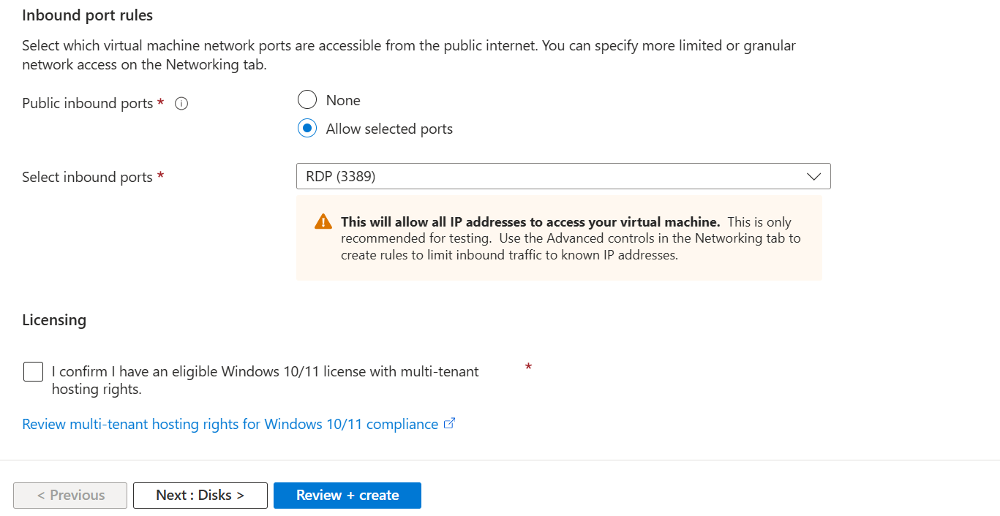 Inbound port rules
Select which virtual machine network ports are accessible from the public internet. You can specify more limited or granular
network access on the Networking tab.
Public inbound ports *
None
Allow selected ports
Select inbound ports *
RDP (3389)
This will allow all IP addresses to access your virtual machine. This is only
recommended for testing. Use the Advanced controls in the Networking tab to
create rules to limit inbound traffic to known IP addresses.
Licensing
I confirm I have an eligible Windows 10/11 license with multi-tenant *
hosting rights.
Review multi-tenant hosting rights for Windows 10/11 compliance
< Previous
Next : Disks >
Review + create